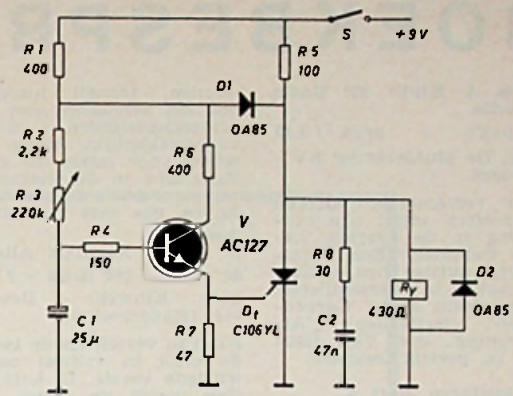 S
+9V
R1
400
R5
100
D1
OA85
R2
2,2k
R6
400
R3
220k
V
AC127
R4
150
R8
30
Ry
430Ω
D2
OA85
Dt
C106YL
C1
25µ
R7
47
C2
47n